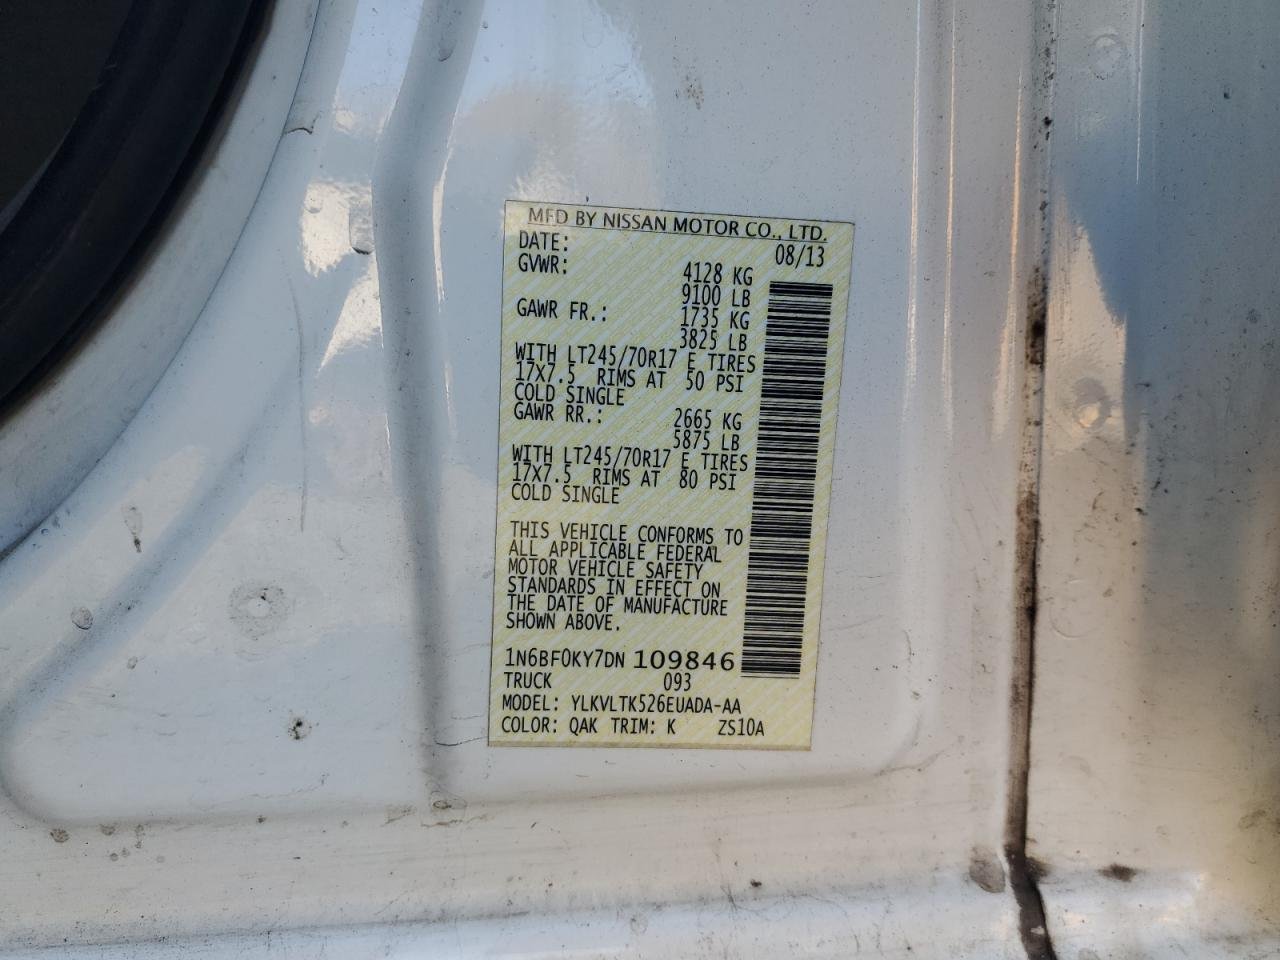 MFD BY NISSAN MOTOR CO., LTD.
DATE: 08/13
GVWR: 4128 KG
9100 LB
GAWR FR.: 1735 KG
3825 LB
WITH LT245/70R17 E TIRES
17X7.5 RIMS AT 50 PSI
COLD SINGLE
GAWR RR.: 2665 KG
5875 LB
WITH LT245/70R17 E TIRES
17X7.5 RIMS AT 80 PSI
COLD SINGLE
THIS VEHICLE CONFORMS TO
ALL APPLICABLE FEDERAL
MOTOR VEHICLE SAFETY
STANDARDS IN EFFECT ON
THE DATE OF MANUFACTURE
SHOWN ABOVE.
1N6BF0KY7DN 109846
TRUCK 093
MODEL: YLKVLTK526EUADA-AA
COLOR: QAK TRIM: K ZS10A